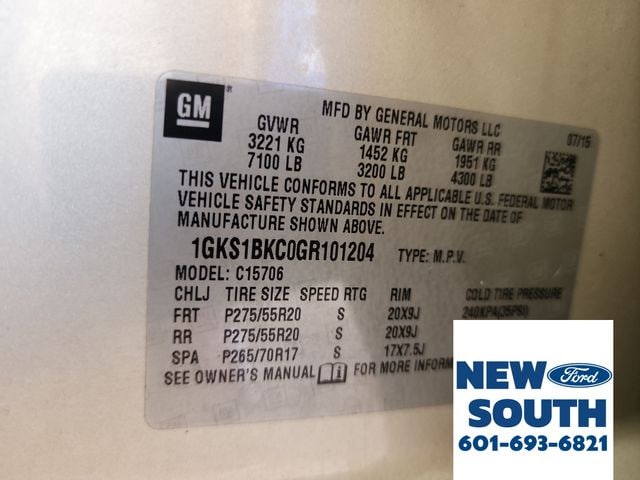 GM
MFD BY GENERAL MOTORS LLC
07/15
GVWR GAWR FRT GAWR RR
3221 KG 1452 KG 1951 KG
7100 LB 3200 LB 4300 LB
THIS VEHICLE CONFORMS TO ALL APPLICABLE U.S. FEDERAL MOTOR
VEHICLE SAFETY STANDARDS IN EFFECT ON THE DATE OF
MANUFACTURE SHOWN ABOVE.
1GKS1BKC0GR101204 TYPE: M.P.V.
MODEL: C15706
CHLJ TIRE SIZE SPEED RTG RIM COLD TIRE PRESSURE
FRT P275/55R20 S 20X9J 240KPA(35PSI)
RR P275/55R20 S 20X9J
SPA P265/70R17 S 17X7.5J
SEE OWNER'S MANUAL FOR MORE INFORM
NEW Ford
SOUTH
601-693-6821